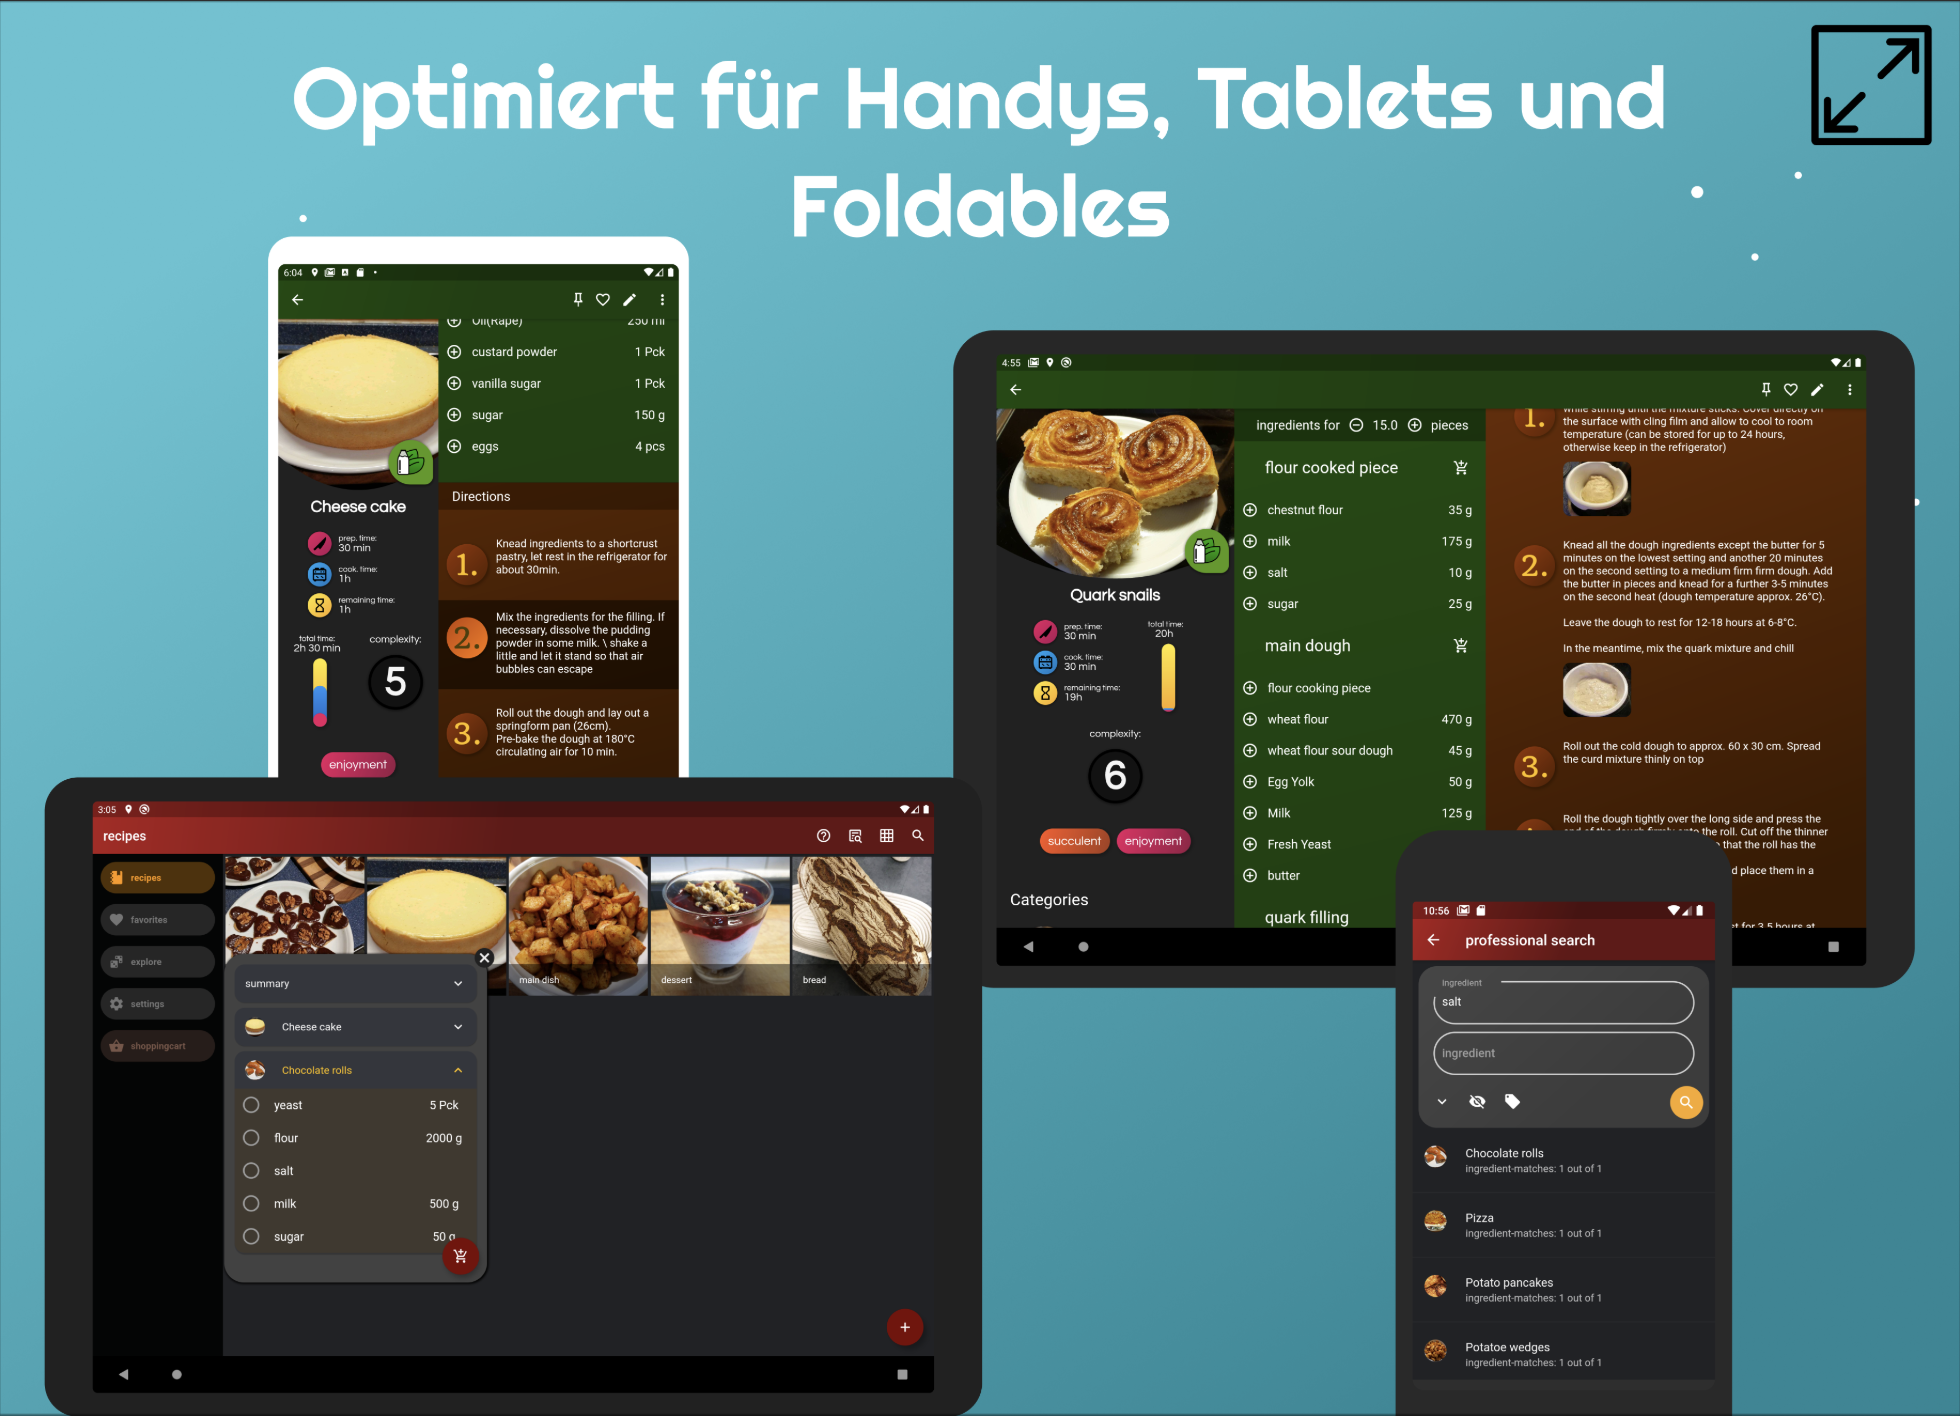 Optimiert für Handys, Tablets und
Foldables
6:04
Oil(Rape) 250 ml
custard powder 1 Pck
vanilla sugar 1 Pck
sugar 150 g
eggs 4 pcs
Cheese cake
prep. time:
30 min
cook. time:
1h
remaining time:
1h
total time:
2h 30 min
complexity:
5
enjoyment
Directions
1. Knead ingredients to a shortcrust
pastry, let rest in the refrigerator for
about 30min.
2. Mix the ingredients for the filling. If
necessary, dissolve the pudding
powder in some milk. \ shake a
little and let it stand so that air
bubbles can escape
3. Roll out the dough and lay out a
springform pan (26cm).
Pre-bake the dough at 180°C
circulating air for 10 min.
4:55
Quark snails
prep. time:
30 min
cook. time:
30 min
remaining time:
19h
total time:
20h
complexity:
6
succulent enjoyment
Categories
ingredients for 15.0 pieces
flour cooked piece
chestnut flour 35 g
milk 175 g
salt 10 g
sugar 25 g
main dough
flour cooking piece
wheat flour 470 g
wheat flour sour dough 45 g
Egg Yolk 50 g
Milk 125 g
Fresh Yeast
butter
quark filling
1. while stirring until the mixture sticks. Cover directly on
the surface with cling film and allow to cool to room
temperature (can be stored for up to 24 hours,
otherwise keep in the refrigerator)
2. Knead all the dough ingredients except the butter for 5
minutes on the lowest setting and another 20 minutes
on the second setting to a medium firm firm dough. Add
the butter in pieces and knead for a further 3-5 minutes
on the second heat (dough temperature approx. 26°C).
Leave the dough to rest for 12-18 hours at 6-8°C.
In the meantime, mix the quark mixture and chill
3. Roll out the cold dough to approx. 60 x 30 cm. Spread
the curd mixture thinly on top
Roll the dough tightly over the long side and press the
end of the dough firmly onto the roll. Cut off the thinner
that the roll has the
place them in a
for 3.5 hours at
3:05
recipes
recipes
favorites
explore
settings
shoppingcart
main dish
dessert
bread
summary
Cheese cake
Chocolate rolls
yeast 5 Pck
flour 2000 g
salt
milk 500 g
sugar 50 g
10:56
professional search
ingredient
salt
ingredient
Chocolate rolls
ingredient-matches: 1 out of 1
Pizza
ingredient-matches: 1 out of 1
Potato pancakes
ingredient-matches: 1 out of 1
Potatoe wedges
ingredient-matches: 1 out of 1